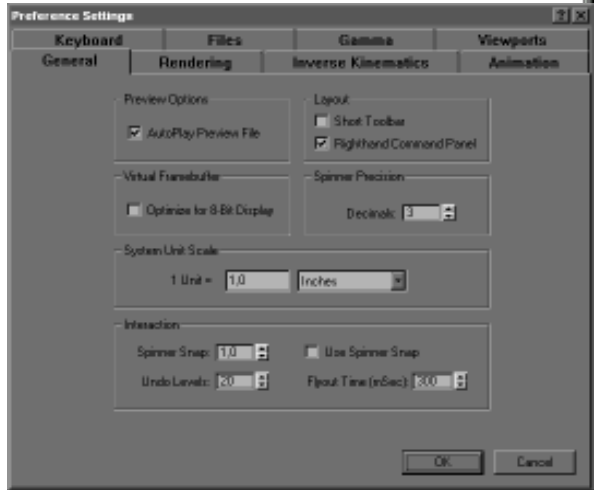 Preference Settings
Keyboard Files Gamma Viewports
General Rendering Inverse Kinematics Animation
Preview Options
AutoPlay Preview File
Layout
Short Toolbar
Righthand Command Panel
Virtual Framebuffer
Optimize for 8-Bit Display
Spinner Precision
Decimals: 3
System Unit Scale
1 Unit = 1,0 Inches
Interaction
Spinner Snap: 1,0 Use Spinner Snap
Undo Levels: 20 Flyout Time (mSec): 300
OK Cancel